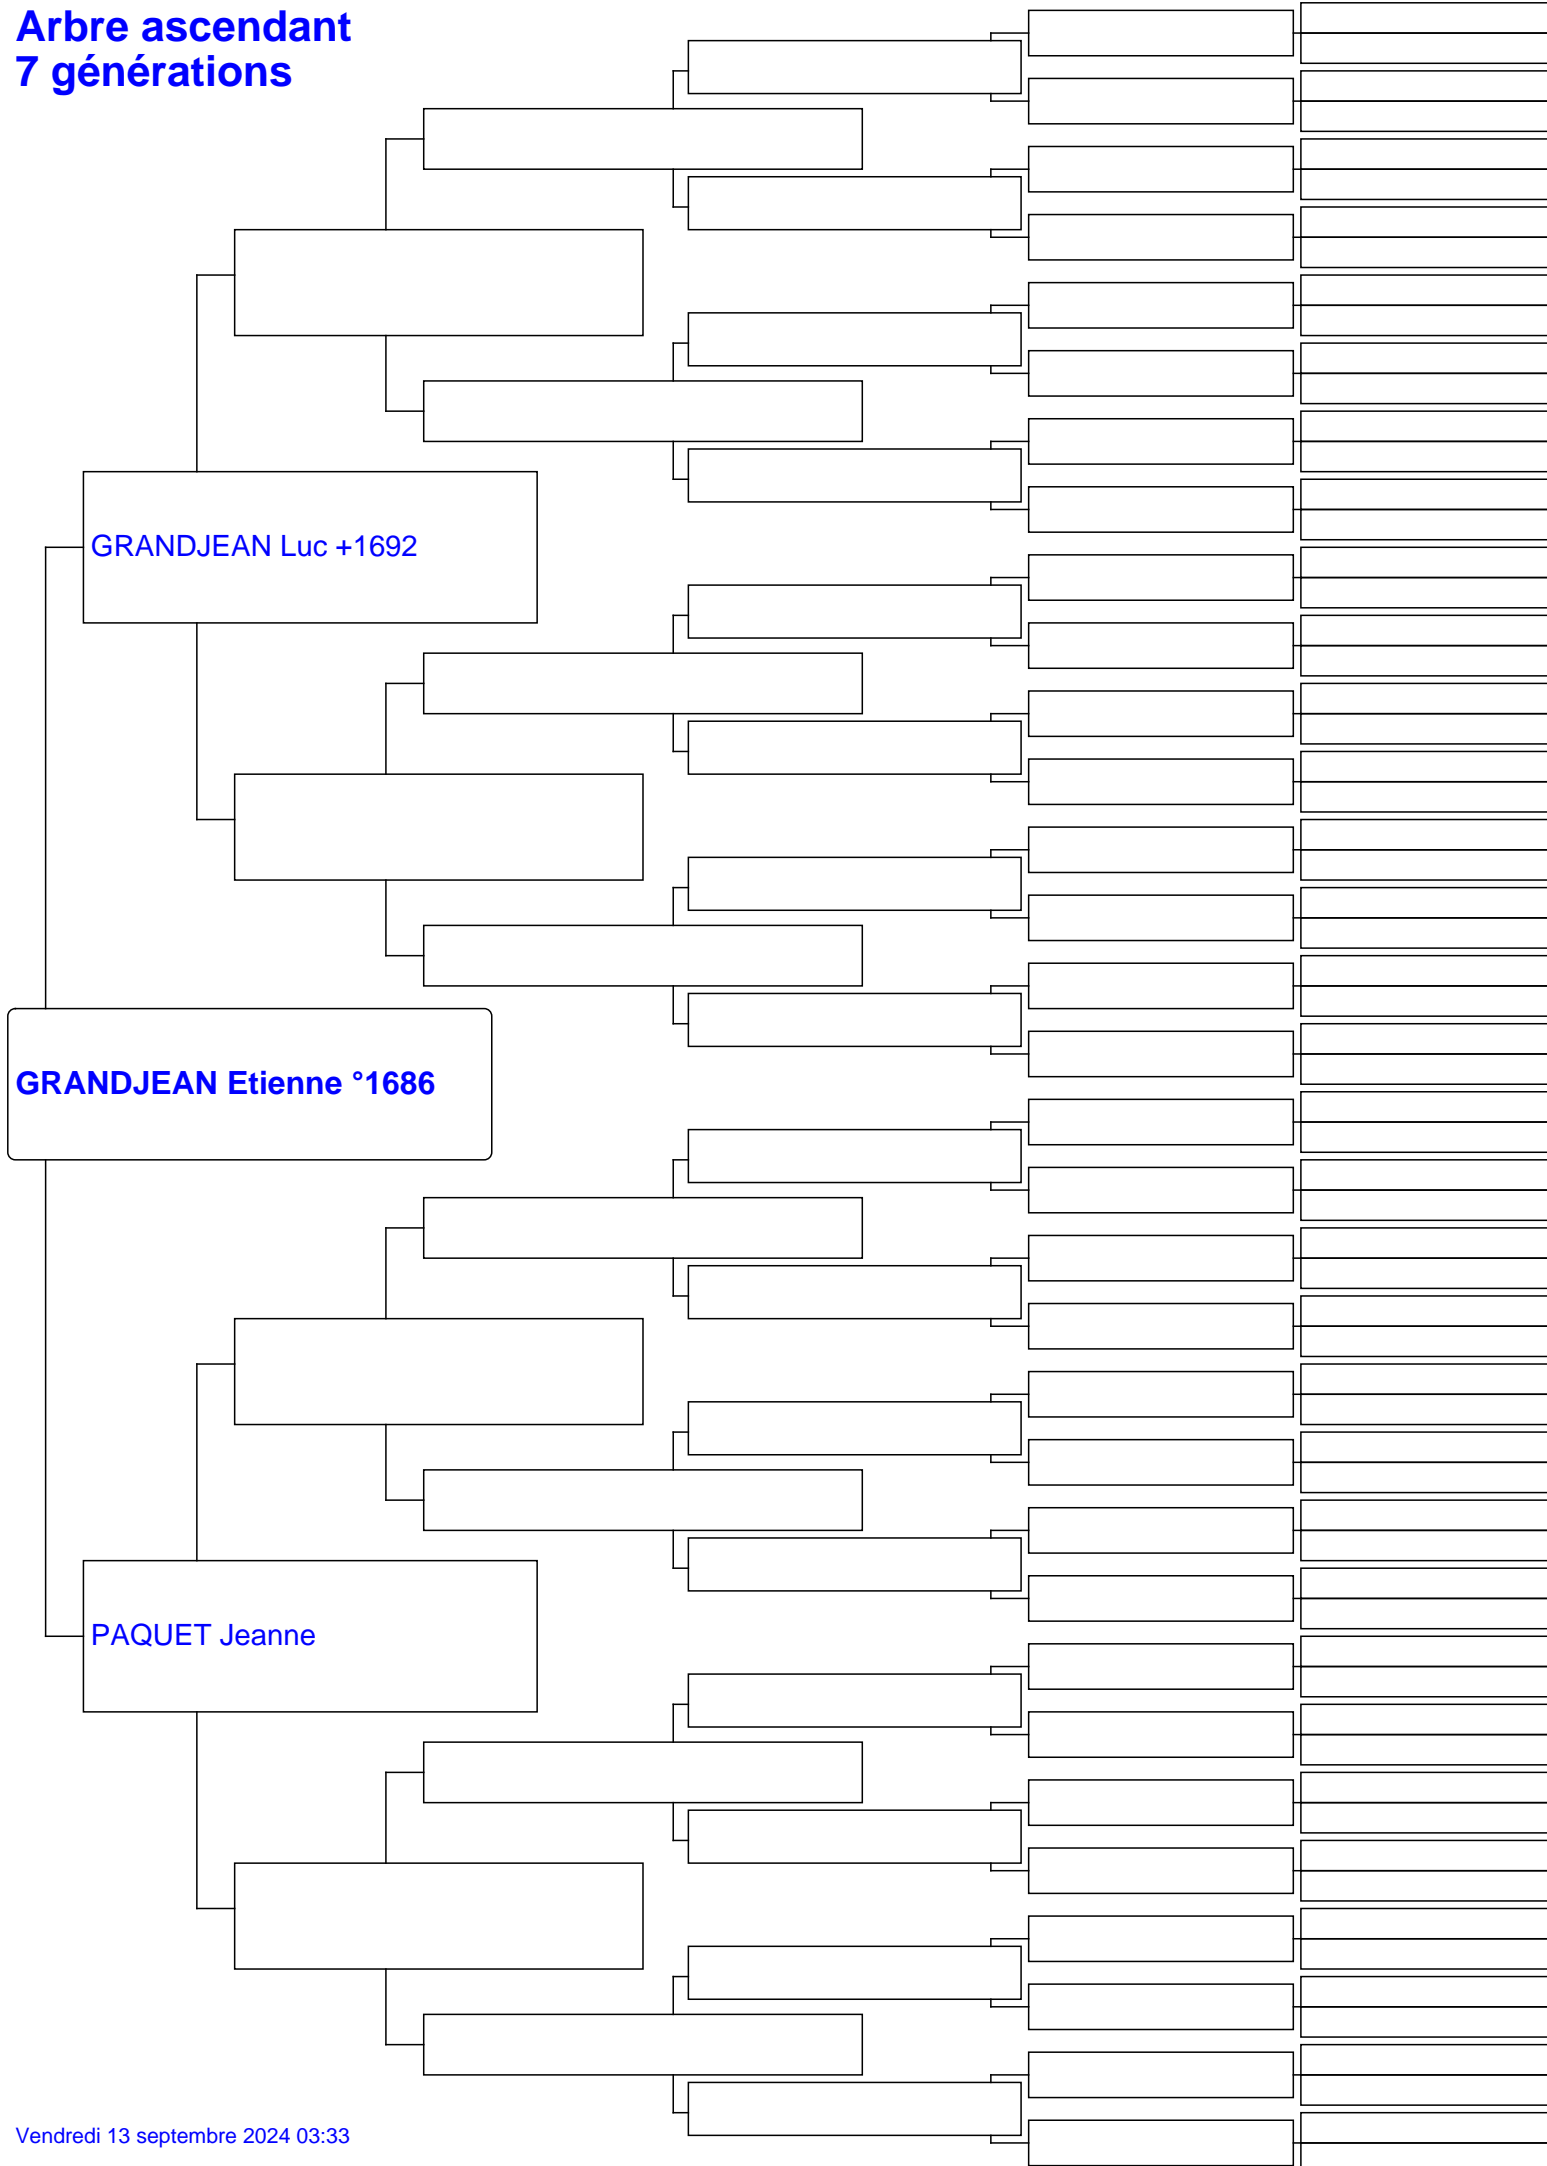 Arbre ascendant
7 générations
GRANDJEAN Luc +1692
GRANDJEAN Etienne °1686
PAQUET Jeanne
Vendredi 13 septembre 2024 03:33